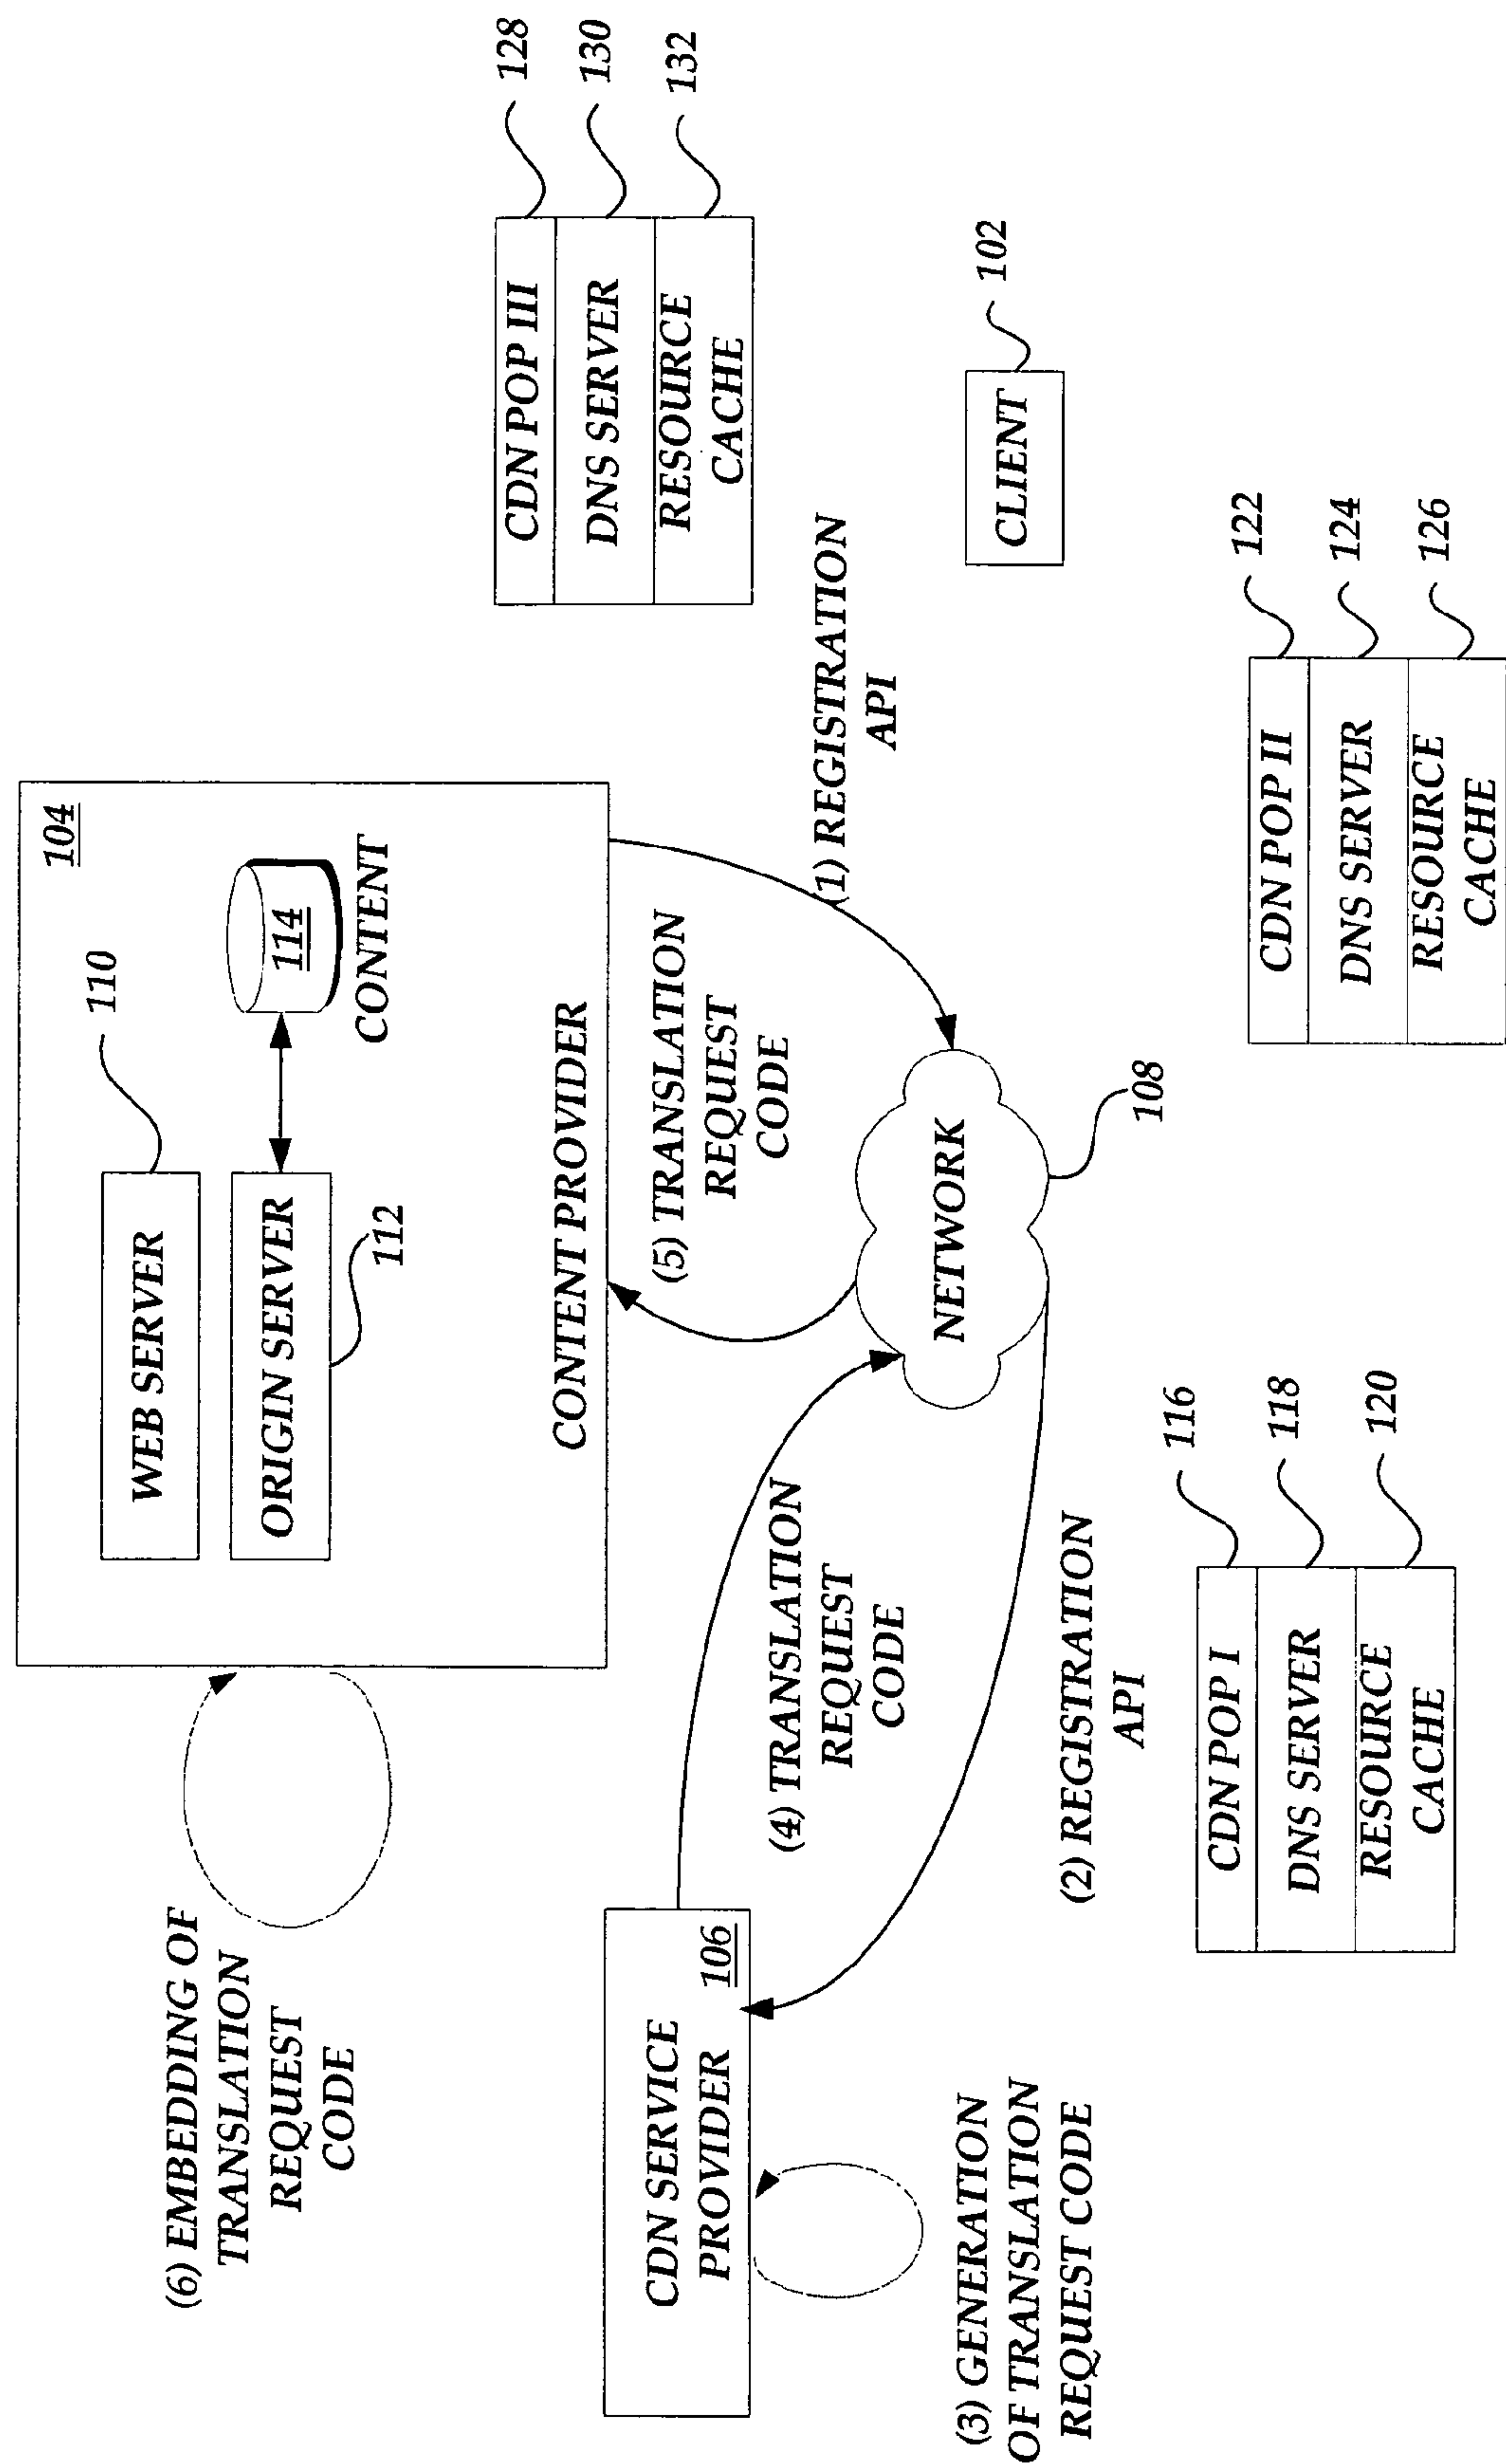 (6) EMBEDDING OF
TRANSLATION
REQUEST
CODE
104
WEB SERVER
110
ORIGIN SERVER
112
114
CONTENT
CONTENT PROVIDER
CDN POP III
DNS SERVER
RESOURCE
CACHE
128
130
132
CDN SERVICE
PROVIDER
106
(3) GENERATION
OF TRANSLATION
REQUEST CODE
(4) TRANSLATION
REQUEST
CODE
(5) TRANSLATION
REQUEST
CODE
(1) REGISTRATION
API
NETWORK
108
CLIENT
102
(2) REGISTRATION
API
CDN POP I
DNS SERVER
RESOURCE
CACHE
116
118
120
CDN POP II
DNS SERVER
RESOURCE
CACHE
122
124
126